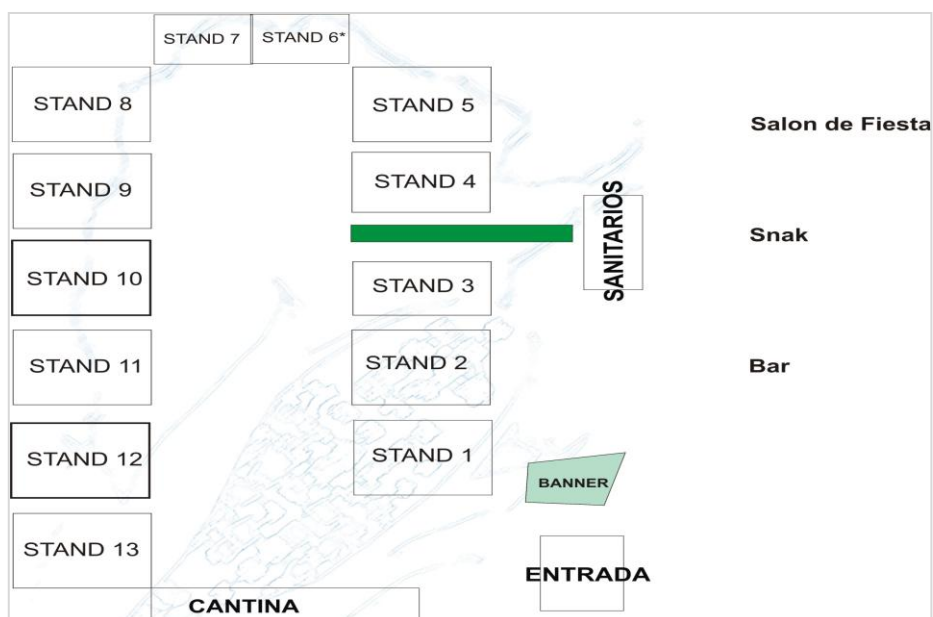 STAND 7
STAND 6*
STAND 8
STAND 5
Salon de Fiesta
STAND 4
STAND 9
SANITARIOS
Snak
STAND 10
STAND 3
STAND 11
STAND 2
Bar
STAND 12
STAND 1
BANNER
STAND 13
ENTRADA
CANTINA